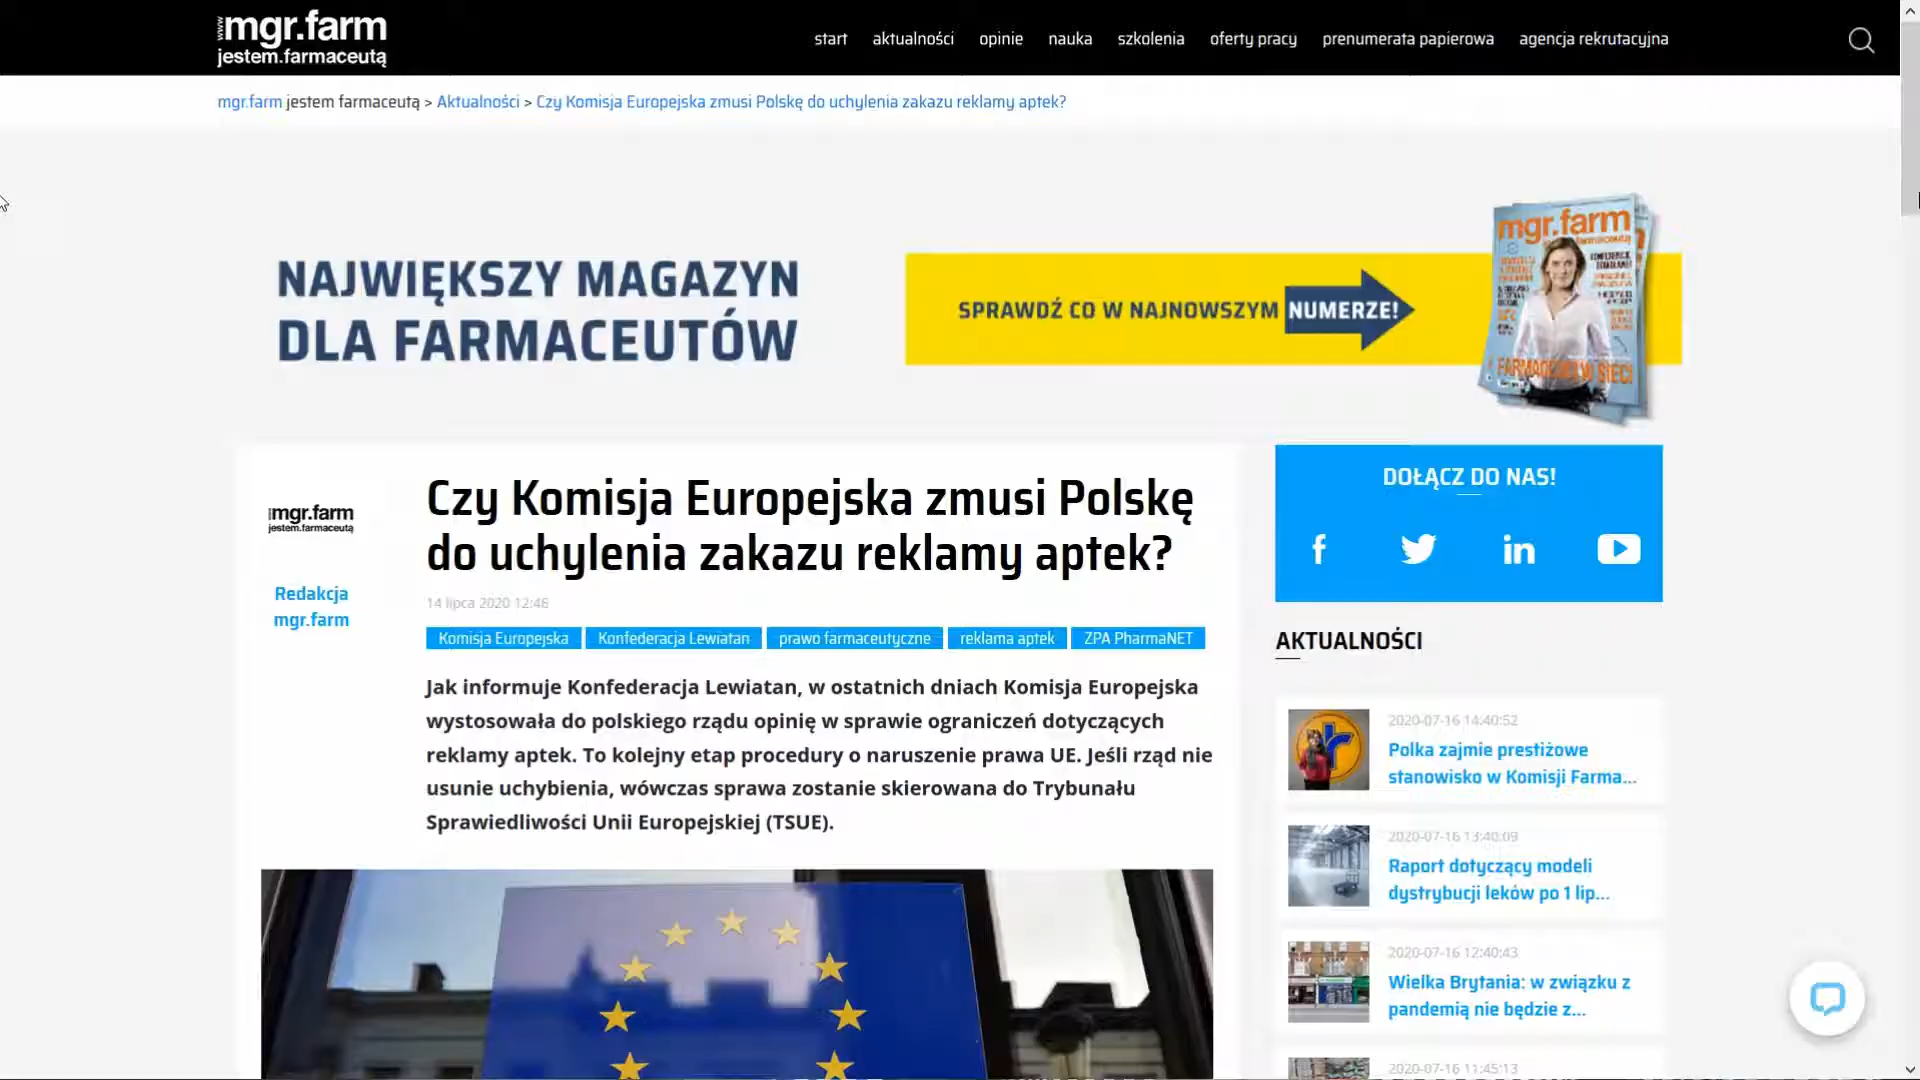 www.mgr.farm
jestem.farmaceutą
start aktualności opinie nauka szkolenia oferty pracy prenumerata papierowa agencja rekrutacyjna
mgr.farm jestem farmaceutą > Aktualności > Czy Komisja Europejska zmusi Polskę do uchylenia zakazu reklamy aptek?
NAJWIĘKSZY MAGAZYN
DLA FARMACEUTÓW
SPRAWDŹ CO W NAJNOWSZYM NUMERZE!
mgr.farm
FARMACEUCI W SIECI
mgr.farm
jestem.farmaceutą
Redakcja
mgr.farm
Czy Komisja Europejska zmusi Polskę
do uchylenia zakazu reklamy aptek?
14 lipca 2020 12:46
Komisja Europejska Konfederacja Lewiatan prawo farmaceutyczne reklama aptek ZPA PharmaNET
Jak informuje Konfederacja Lewiatan, w ostatnich dniach Komisja Europejska
wystosowała do polskiego rządu opinię w sprawie ograniczeń dotyczących
reklamy aptek. To kolejny etap procedury o naruszenie prawa UE. Jeśli rząd nie
usunie uchybienia, wówczas sprawa zostanie skierowana do Trybunału
Sprawiedliwości Unii Europejskiej (TSUE).
DOŁĄCZ DO NAS!
AKTUALNOŚCI
2020-07-16 14:40:52
Polka zajmie prestiżowe
stanowisko w Komisji Farma...
2020-07-16 13:40:09
Raport dotyczący modeli
dystrybucji leków po 1 lip...
2020-07-16 12:40:43
Wielka Brytania: w związku z
pandemią nie będzie z...
2020-07-16 11:45:13